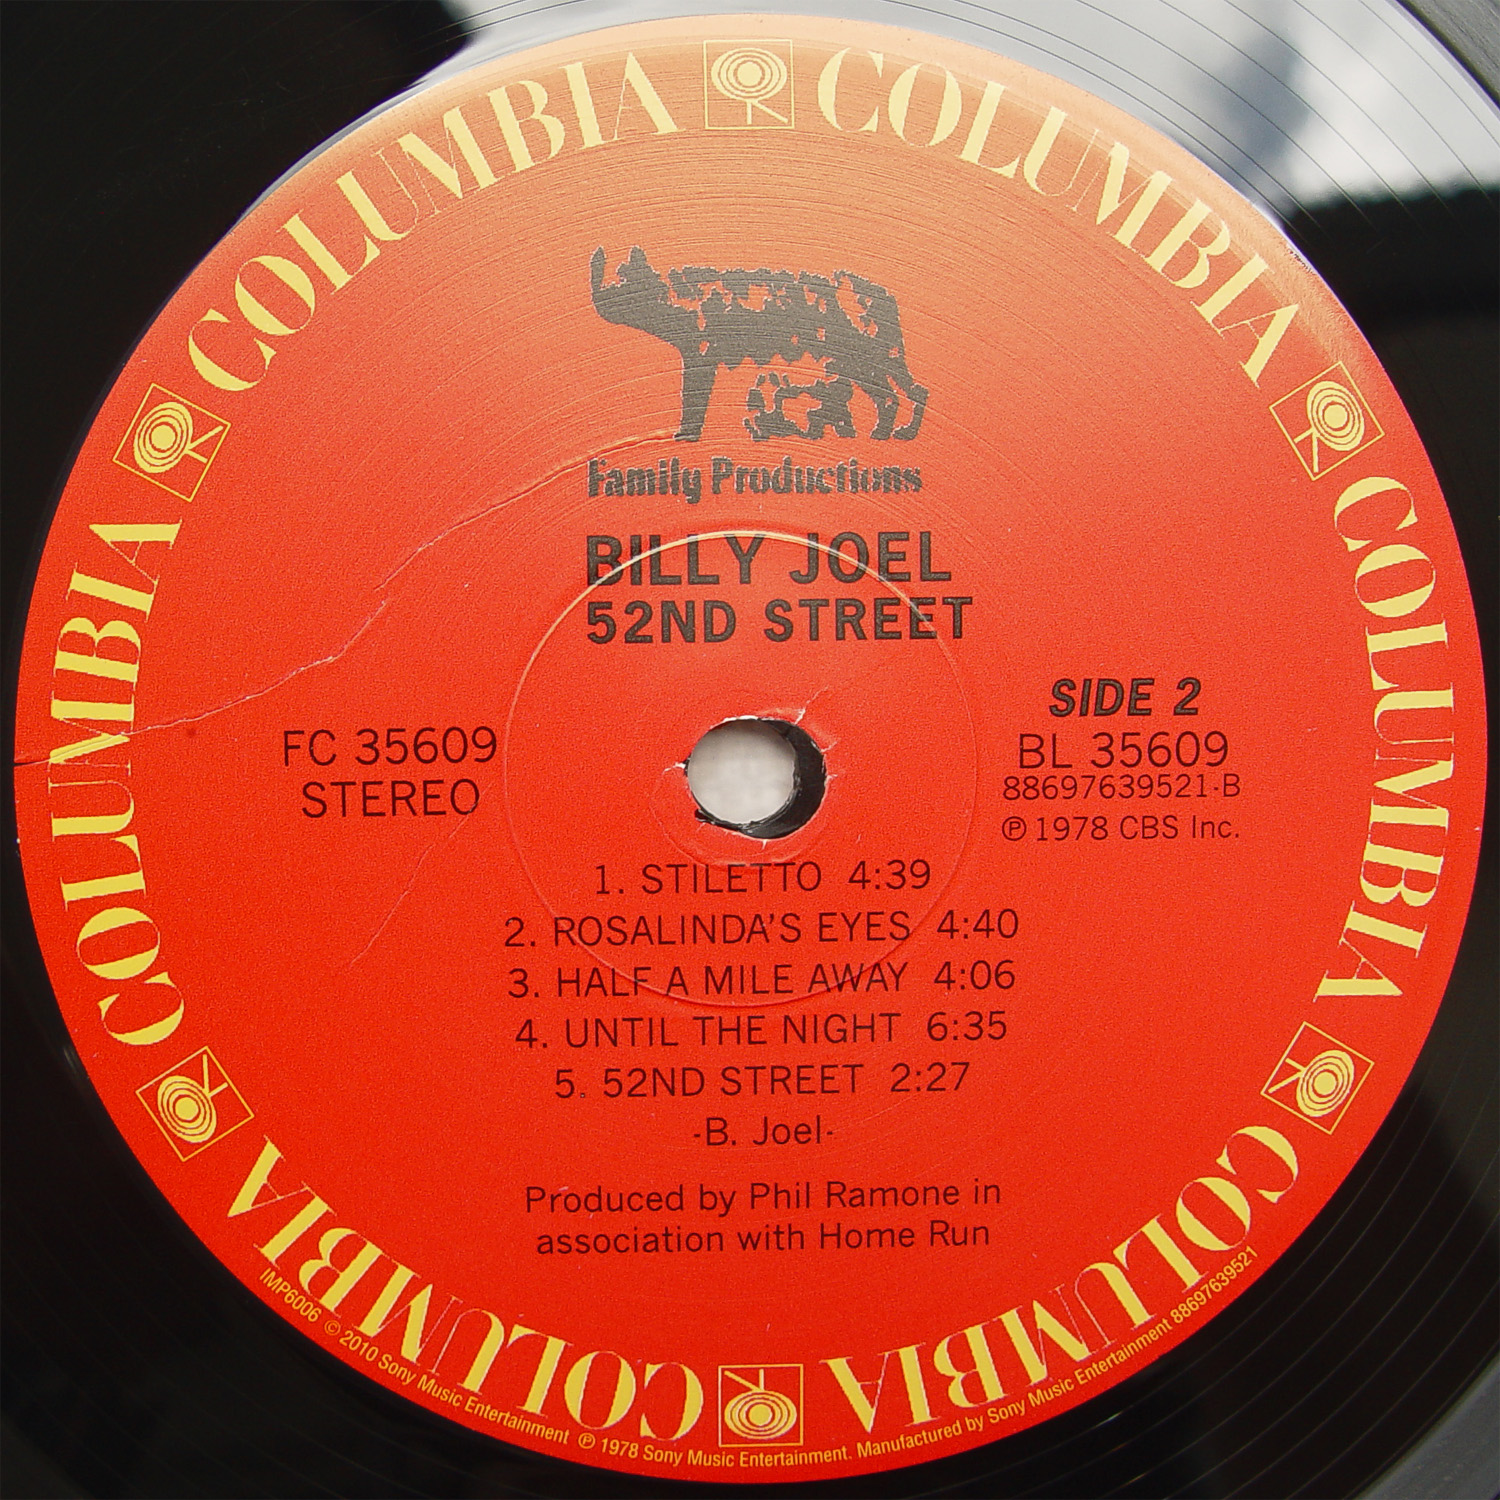 COLUMBIA COLUMBIA COLUMBIA COLUMBIA COLUMBIA COLUMBIA
Family Productions
BILLY JOEL
52ND STREET
FC 35609
STEREO
SIDE 2
BL 35609
88697639521-B
℗ 1978 CBS Inc.
1. STILETTO 4:39
2. ROSALINDA'S EYES 4:40
3. HALF A MILE AWAY 4:06
4. UNTIL THE NIGHT 6:35
5. 52ND STREET 2:27
-B. Joel-
Produced by Phil Ramone in
association with Home Run
IMP6006 © 2010 Sony Music Entertainment ℗ 1978 Sony Music Entertainment. Manufactured by Sony Music Entertainment 88697639521